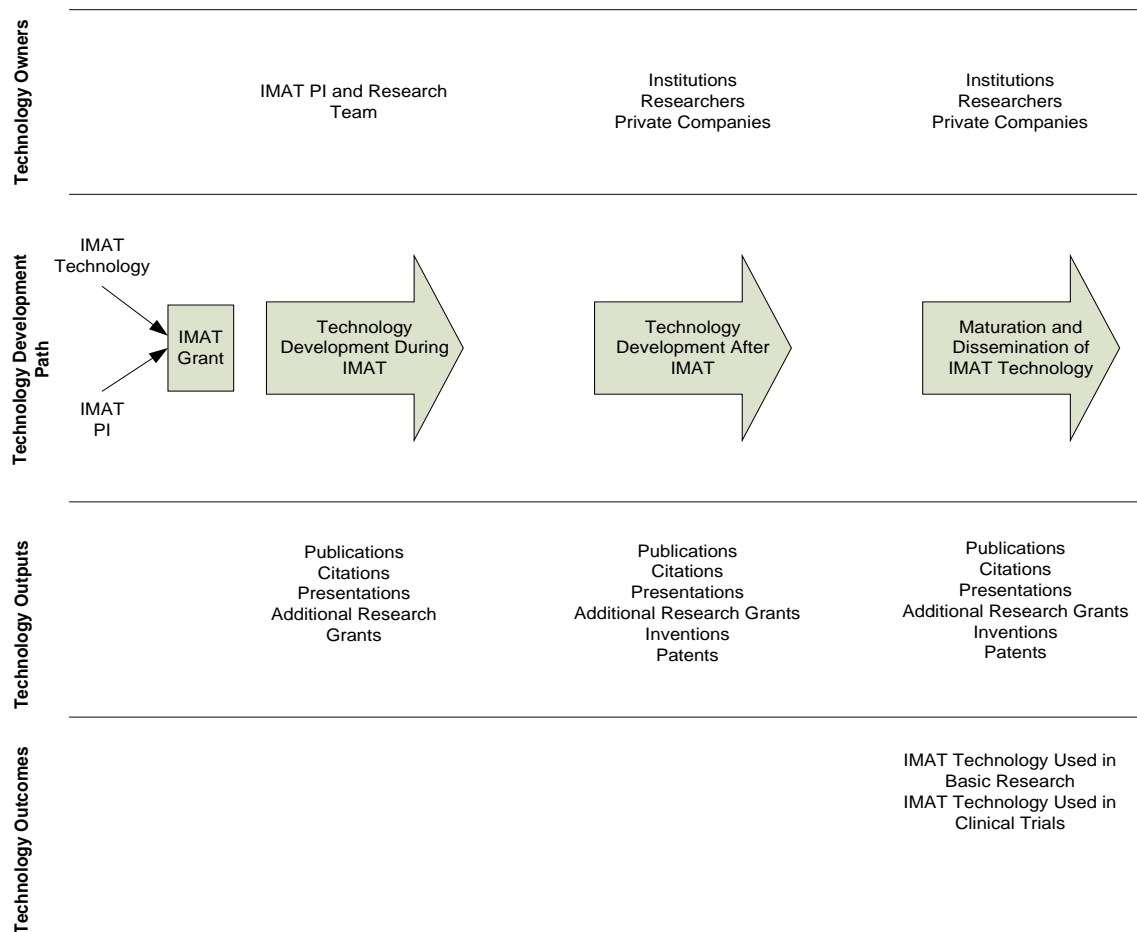 Technology Owners
IMAT PI and Research
Team
Institutions
Researchers
Private Companies
Institutions
Researchers
Private Companies
Technology Development
Path
IMAT
Technology
IMAT
PI
IMAT
Grant
Technology
Development During
IMAT
Technology
Development After
IMAT
Maturation and
Dissemination of
IMAT Technology
Technology Outputs
Publications
Citations
Presentations
Additional Research
Grants
Publications
Citations
Presentations
Additional Research Grants
Inventions
Patents
Publications
Citations
Presentations
Additional Research Grants
Inventions
Patents
Technology Outcomes
IMAT Technology Used in
Basic Research
IMAT Technology Used in
Clinical Trials